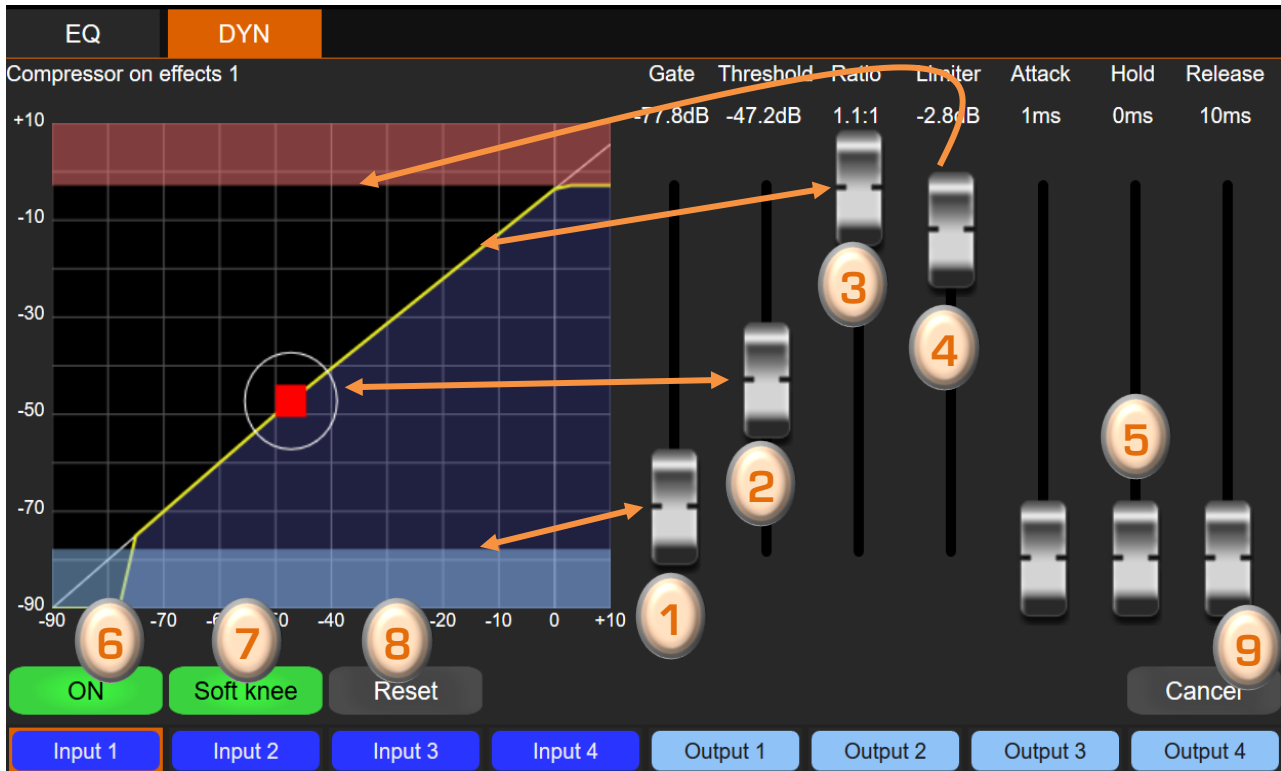 EQ DYN
Compressor on effects 1 Gate Threshold Ratio Limiter Attack Hold Release
-77.8dB -47.2dB 1.1:1 -2.8dB 1ms 0ms 10ms
+10
-10
-30
-50
-70
-90
-90 -70 -40 -20 -10 0 +10
1 2 3 4 5 6 7 8 9
ON Soft knee Reset Cancel
Input 1 Input 2 Input 3 Input 4 Output 1 Output 2 Output 3 Output 4